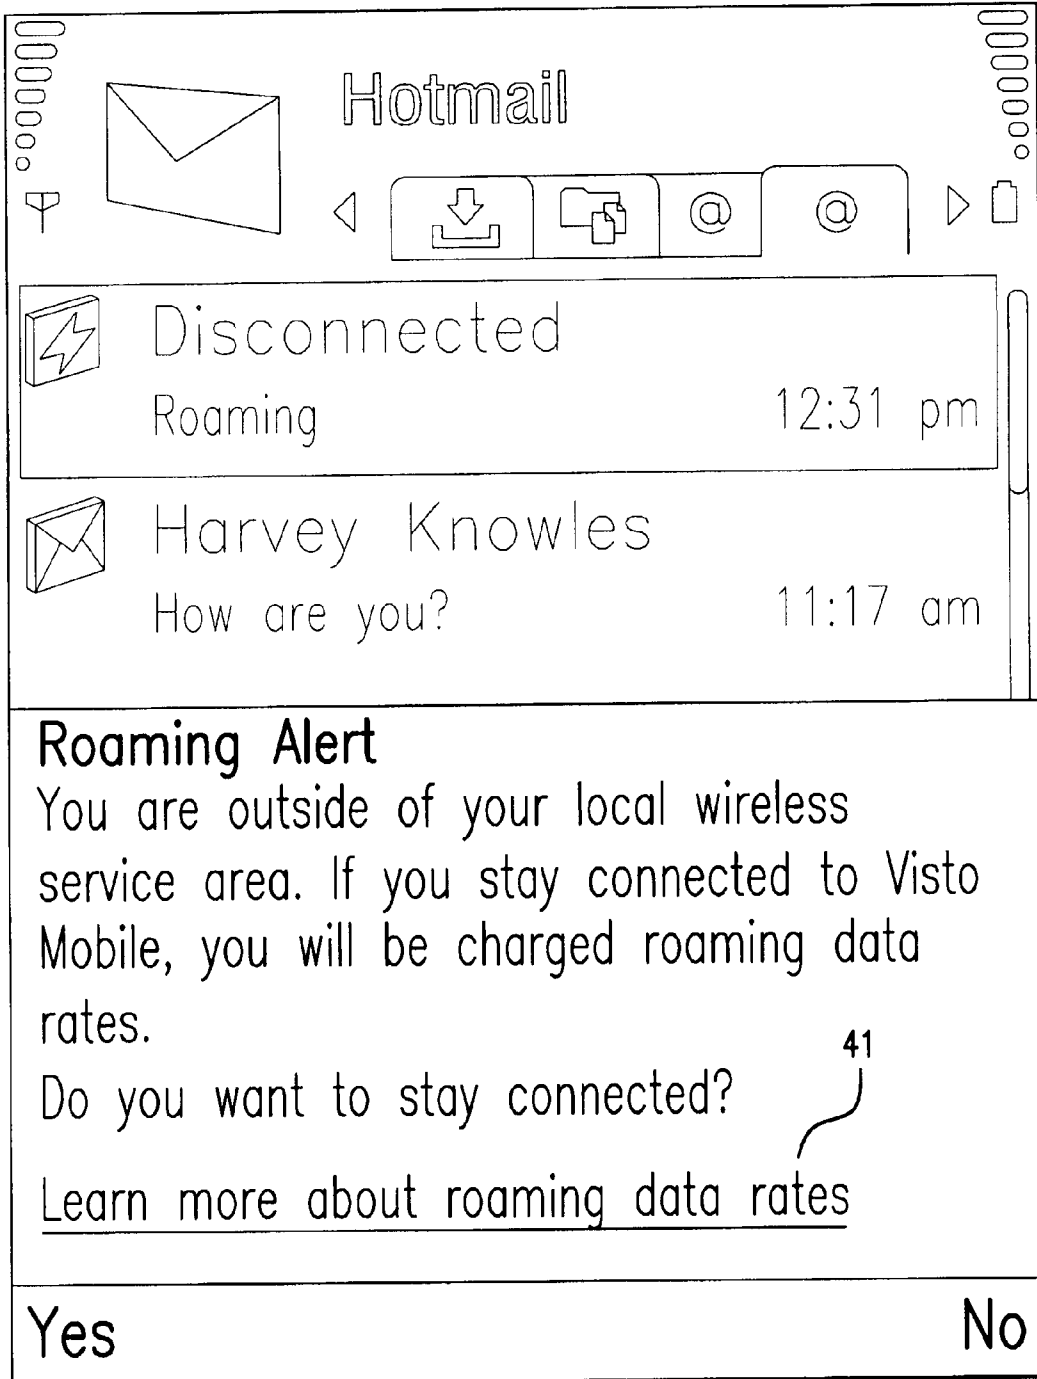 Hotmail
@ @
Disconnected
Roaming 12:31 pm
Harvey Knowles
How are you? 11:17 am
Roaming Alert
You are outside of your local wireless
service area. If you stay connected to Visto
Mobile, you will be charged roaming data
rates.
41
Do you want to stay connected?
Learn more about roaming data rates
Yes No